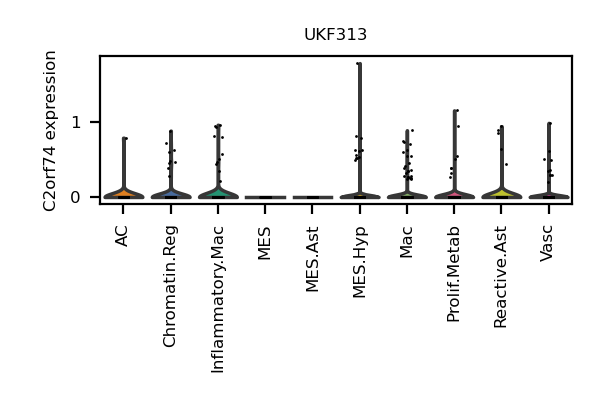 UKF313
C2orf74 expression
1
0
AC
Chromatin.Reg
Inflammatory.Mac
MES
MES.Ast
MES.Hyp
Mac
Prolif.Metab
Reactive.Ast
Vasc